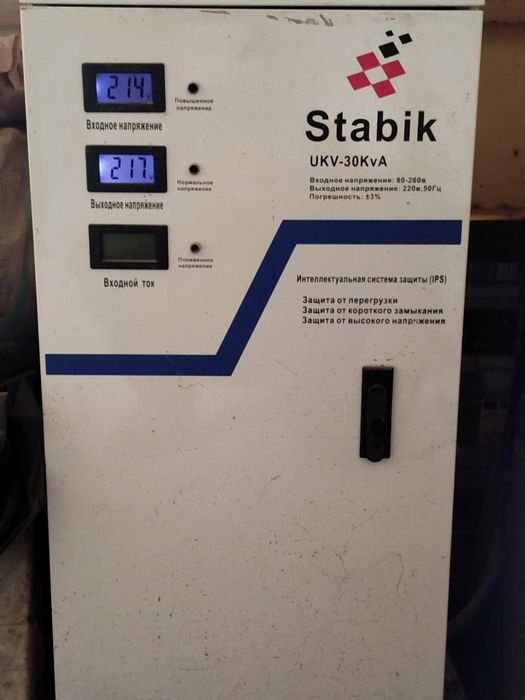 214 v
Повышенное
напряжение
Входное напряжение
217 v
Нормальное
напряжение
Выходное напряжение
Пониженное
напряжение
Входной ток
Stabik
UKV-30KvA
Входное напряжение: 80-260в
Выходное напряжение: 220в,50Гц
Погрешность: ±3%
Интеллектуальная система защиты (IPS)
Защита от перегрузки
Защита от короткого замыкания
Защита от высокого напряжения